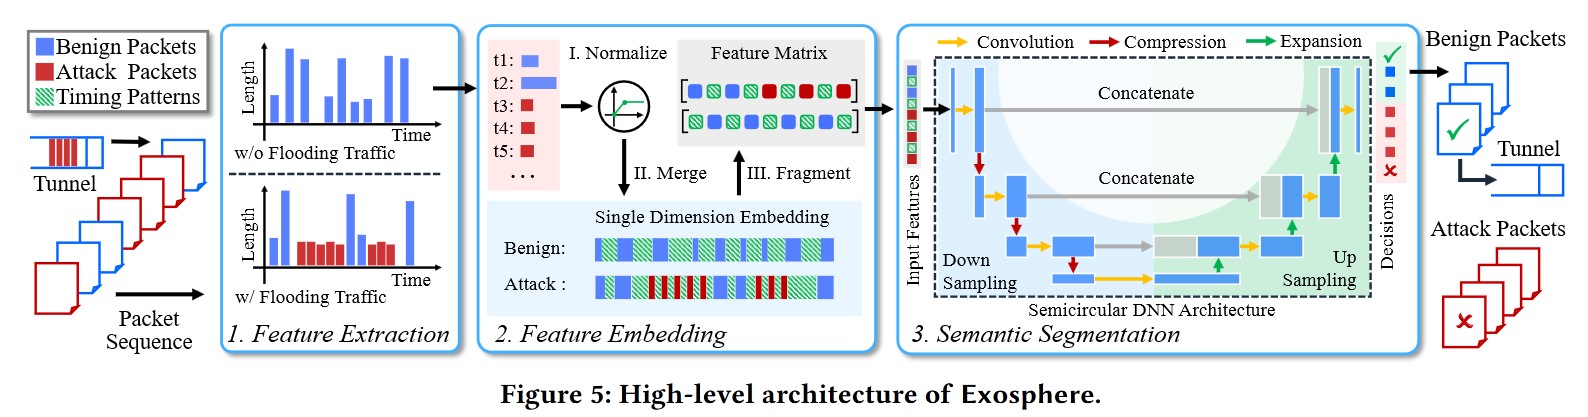 Benign Packets
Attack Packets
Timing Patterns
Tunnel
Packet
Sequence
Length
Time
w/o Flooding Traffic
Length
Time
w/ Flooding Traffic
1. Feature Extraction
t1:
t2:
t3:
t4:
t5:
...
I. Normalize
Feature Matrix
II. Merge
III. Fragment
Single Dimension Embedding
Benign:
Attack :
2. Feature Embedding
Convolution
Compression
Expansion
Input Features
Concatenate
Concatenate
Down
Sampling
Up
Sampling
Decisions
Semicircular DNN Architecture
3. Semantic Segmentation
Benign Packets
Tunnel
Attack Packets
Figure 5: High-level architecture of Exosphere.